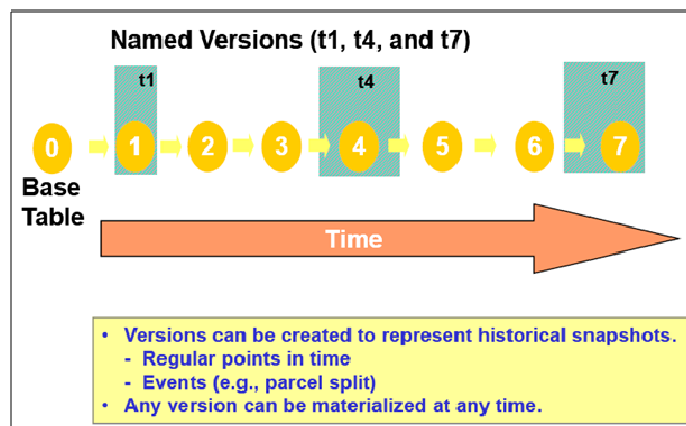 Named Versions (t1, t4, and t7)
t1 t4 t7
0 1 2 3 4 5 6 7
Base
Table
Time
• Versions can be created to represent historical snapshots.
- Regular points in time
- Events (e.g., parcel split)
• Any version can be materialized at any time.